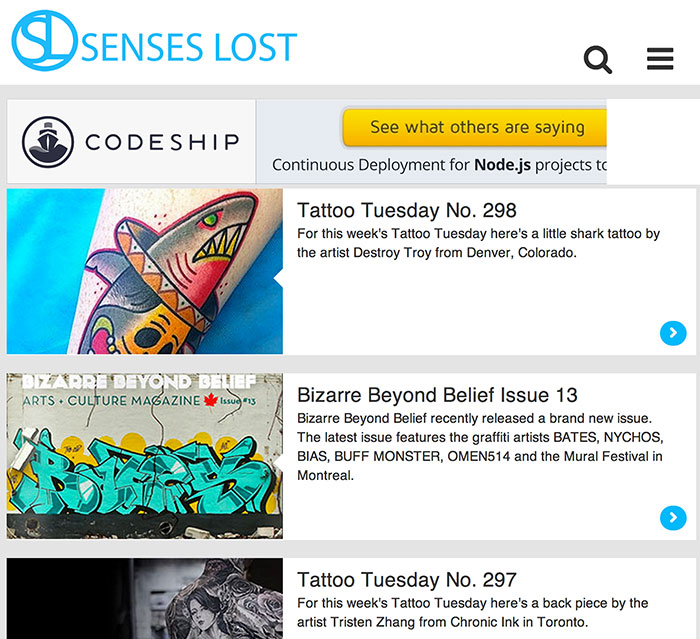 SL SENSES LOST
CODESHIP
See what others are saying
Continuous Deployment for Node.js projects to
Tattoo Tuesday No. 298
For this week's Tattoo Tuesday here's a little shark tattoo by
the artist Destroy Troy from Denver, Colorado.
BIZARRE BEYOND BELIEF
ARTS + CULTURE MAGAZINE Issue #13
BATES
Bizarre Beyond Belief Issue 13
Bizarre Beyond Belief recently released a brand new issue.
The latest issue features the graffiti artists BATES, NYCHOS,
BIAS, BUFF MONSTER, OMEN514 and the Mural Festival in
Montreal.
Tattoo Tuesday No. 297
For this week's Tattoo Tuesday here's a back piece by the
artist Tristen Zhang from Chronic Ink in Toronto.